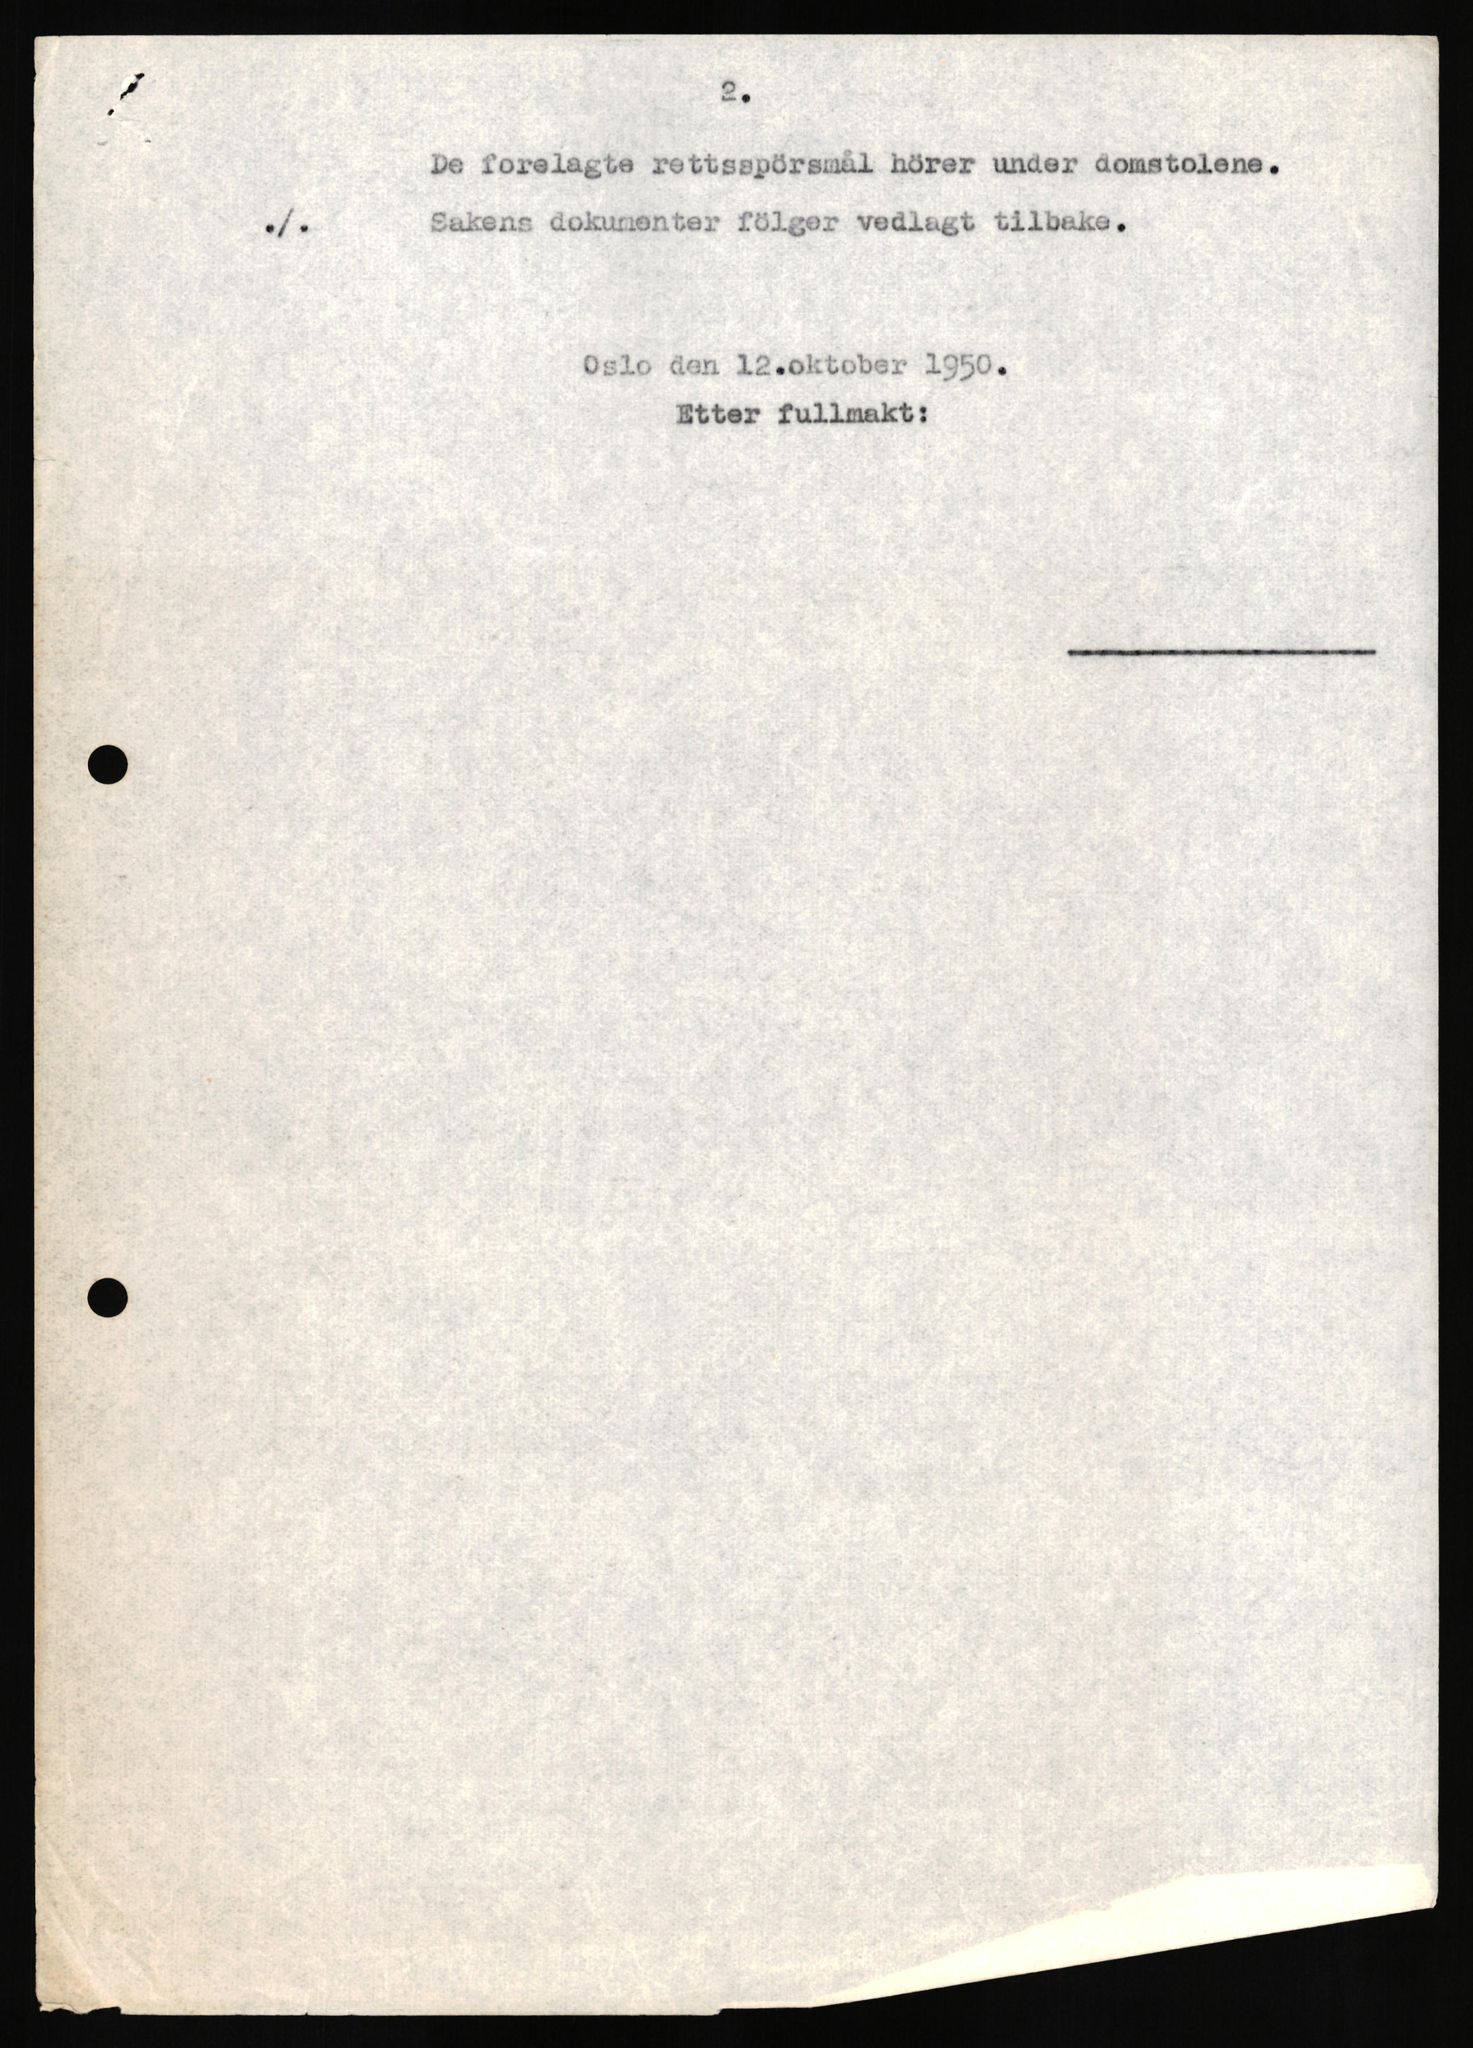 2.
De forelagte rettsspörsmål hörer under domstolene.
./. Sakens dokumenter fölger vedlagt tilbake.
Oslo den 12.oktober 1950.
Etter fullmakt: